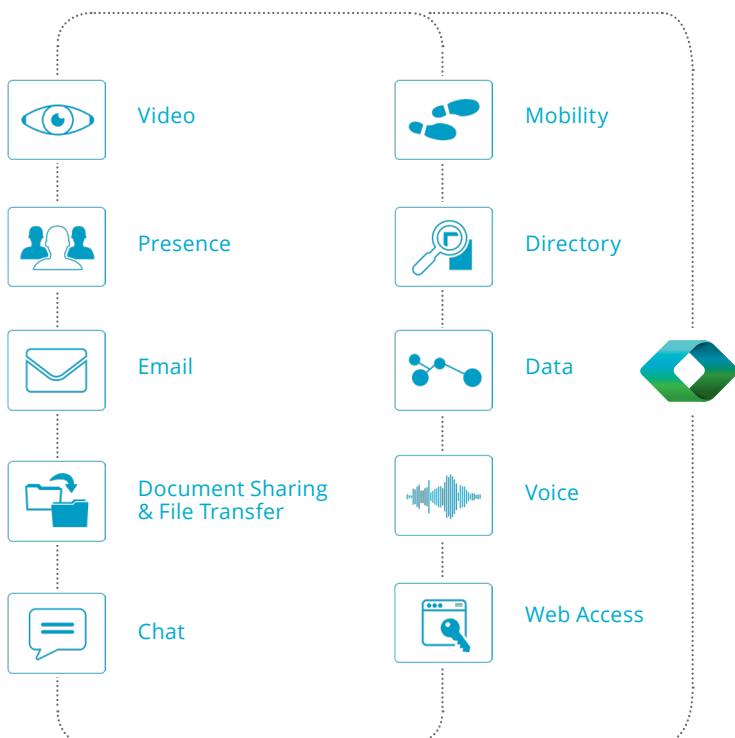 Video
Presence
Email
Document Sharing
& File Transfer
Chat
Mobility
Directory
Data
Voice
Web Access